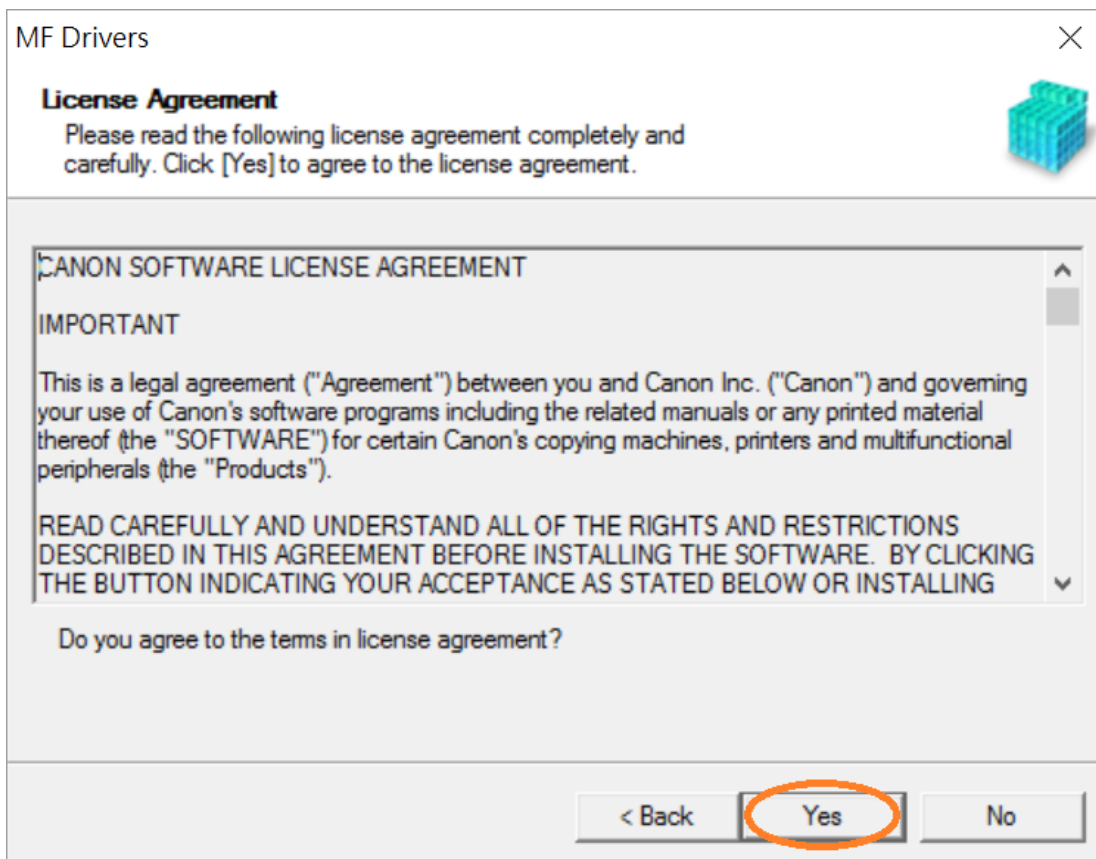 MF Drivers
License Agreement
Please read the following license agreement completely and
carefully. Click [Yes] to agree to the license agreement.
CANON SOFTWARE LICENSE AGREEMENT
IMPORTANT
This is a legal agreement ("Agreement") between you and Canon Inc. ("Canon") and governing
your use of Canon's software programs including the related manuals or any printed material
thereof (the "SOFTWARE") for certain Canon's copying machines, printers and multifunctional
peripherals (the "Products").
READ CAREFULLY AND UNDERSTAND ALL OF THE RIGHTS AND RESTRICTIONS
DESCRIBED IN THIS AGREEMENT BEFORE INSTALLING THE SOFTWARE.  BY CLICKING
THE BUTTON INDICATING YOUR ACCEPTANCE AS STATED BELOW OR INSTALLING
Do you agree to the terms in license agreement?
< Back
Yes
No